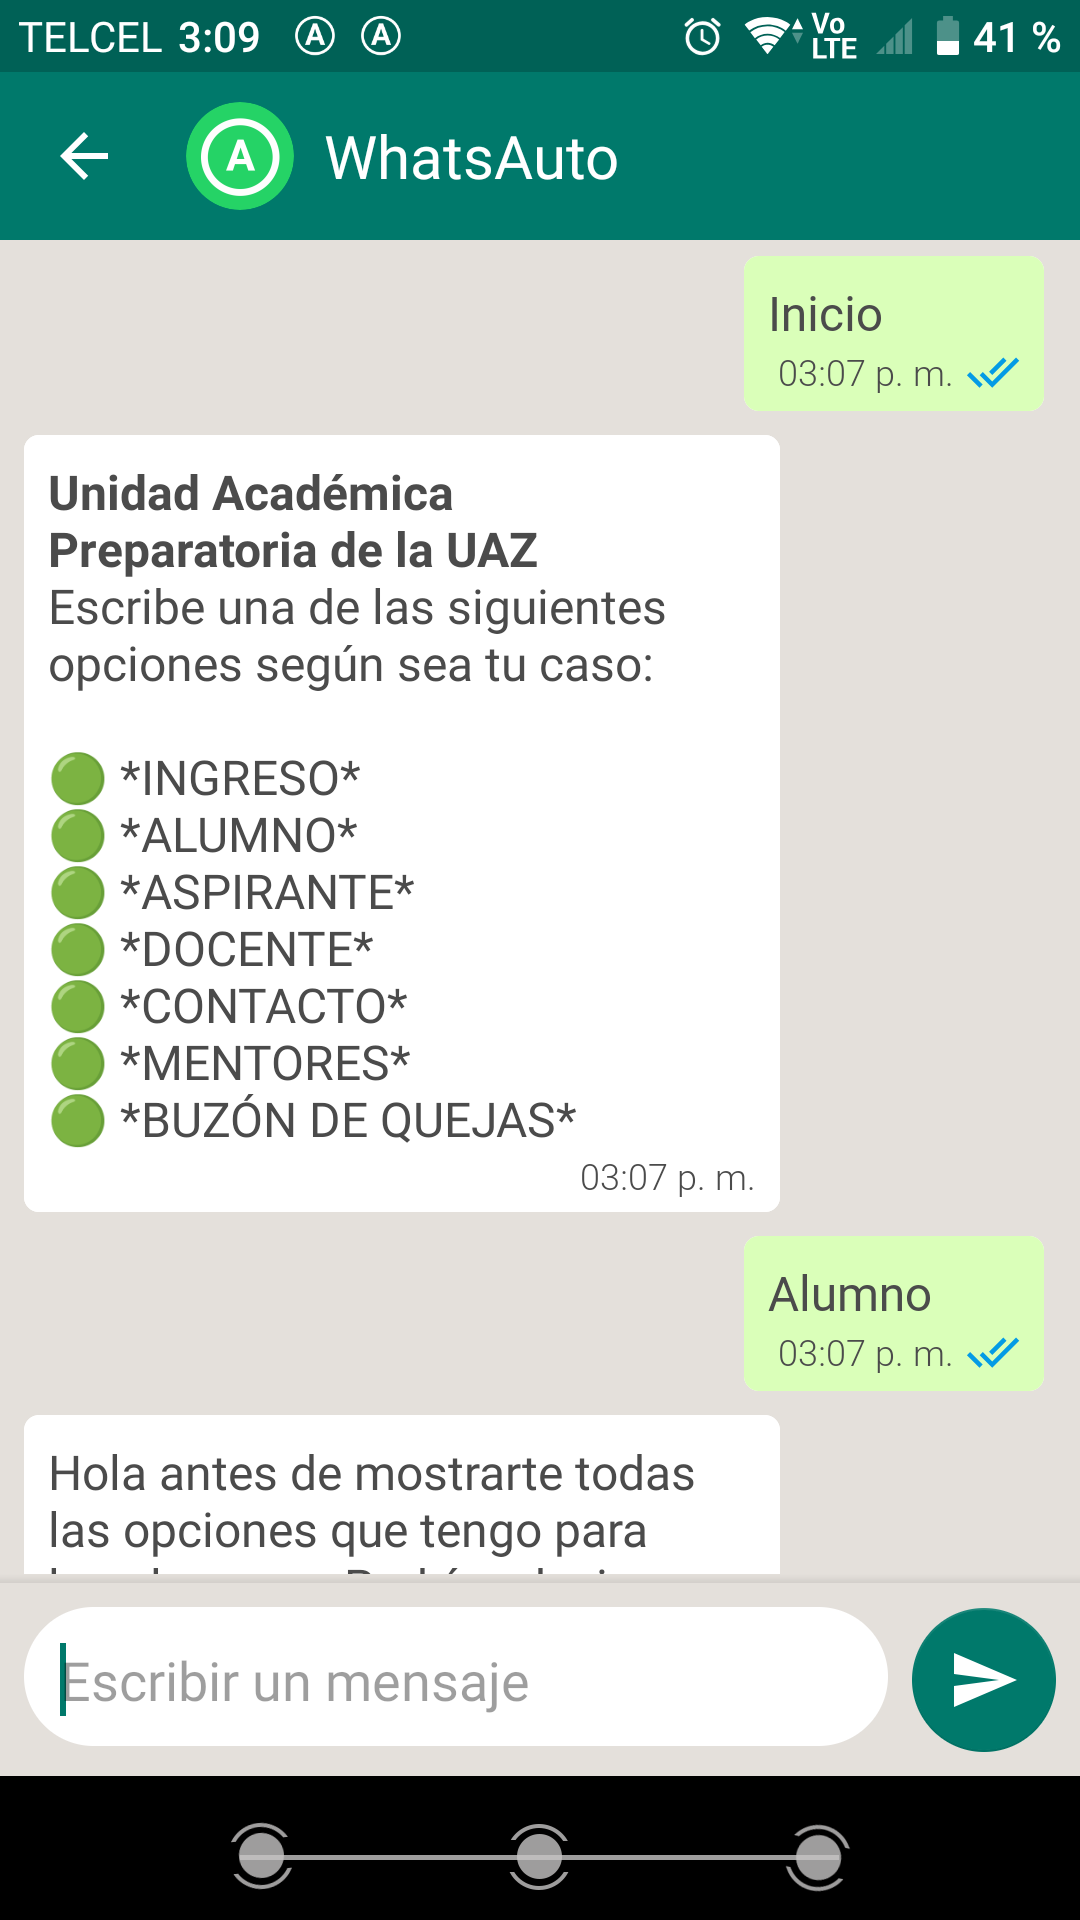 TELCEL 3:09 A A Vo LTE 41 %
A WhatsAuto
Inicio
03:07 p. m.
Unidad Académica
Preparatoria de la UAZ
Escribe una de las siguientes
opciones según sea tu caso:
*INGRESO*
*ALUMNO*
*ASPIRANTE*
*DOCENTE*
*CONTACTO*
*MENTORES*
*BUZÓN DE QUEJAS*
03:07 p. m.
Alumno
03:07 p. m.
Hola antes de mostrarte todas
las opciones que tengo para
Escribir un mensaje